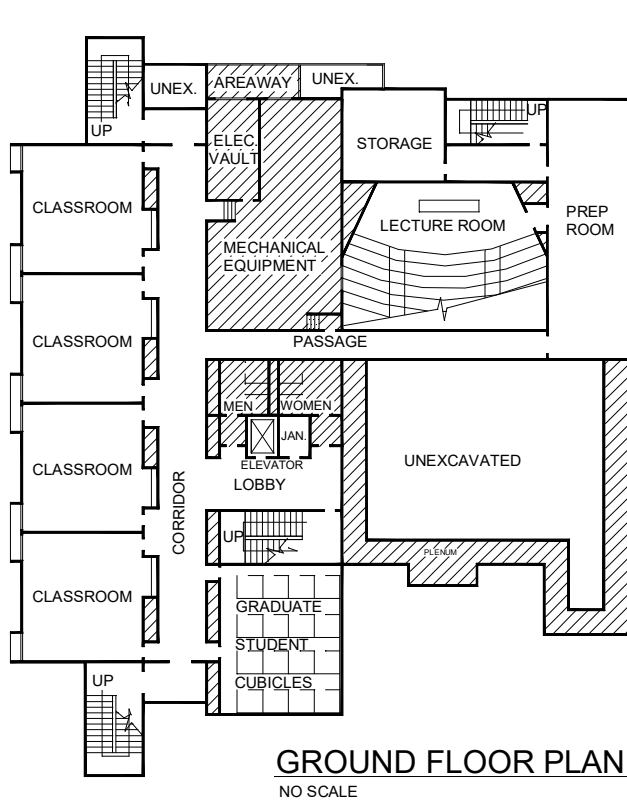 UNEX.
AREAWAY
UNEX.
UP
UP
ELEC.
VAULT
STORAGE
CLASSROOM
LECTURE ROOM
PREP
ROOM
MECHANICAL
EQUIPMENT
CLASSROOM
PASSAGE
MEN
WOMEN
JAN.
ELEVATOR
CLASSROOM
UNEXCAVATED
LOBBY
CORRIDOR
UP
PLENUM
CLASSROOM
GRADUATE
STUDENT
CUBICLES
UP
GROUND FLOOR PLAN
NO SCALE